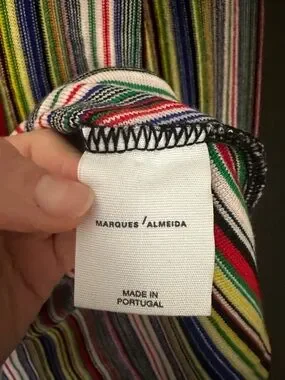 MARQUES / ALMEIDA
MADE IN
PORTUGAL